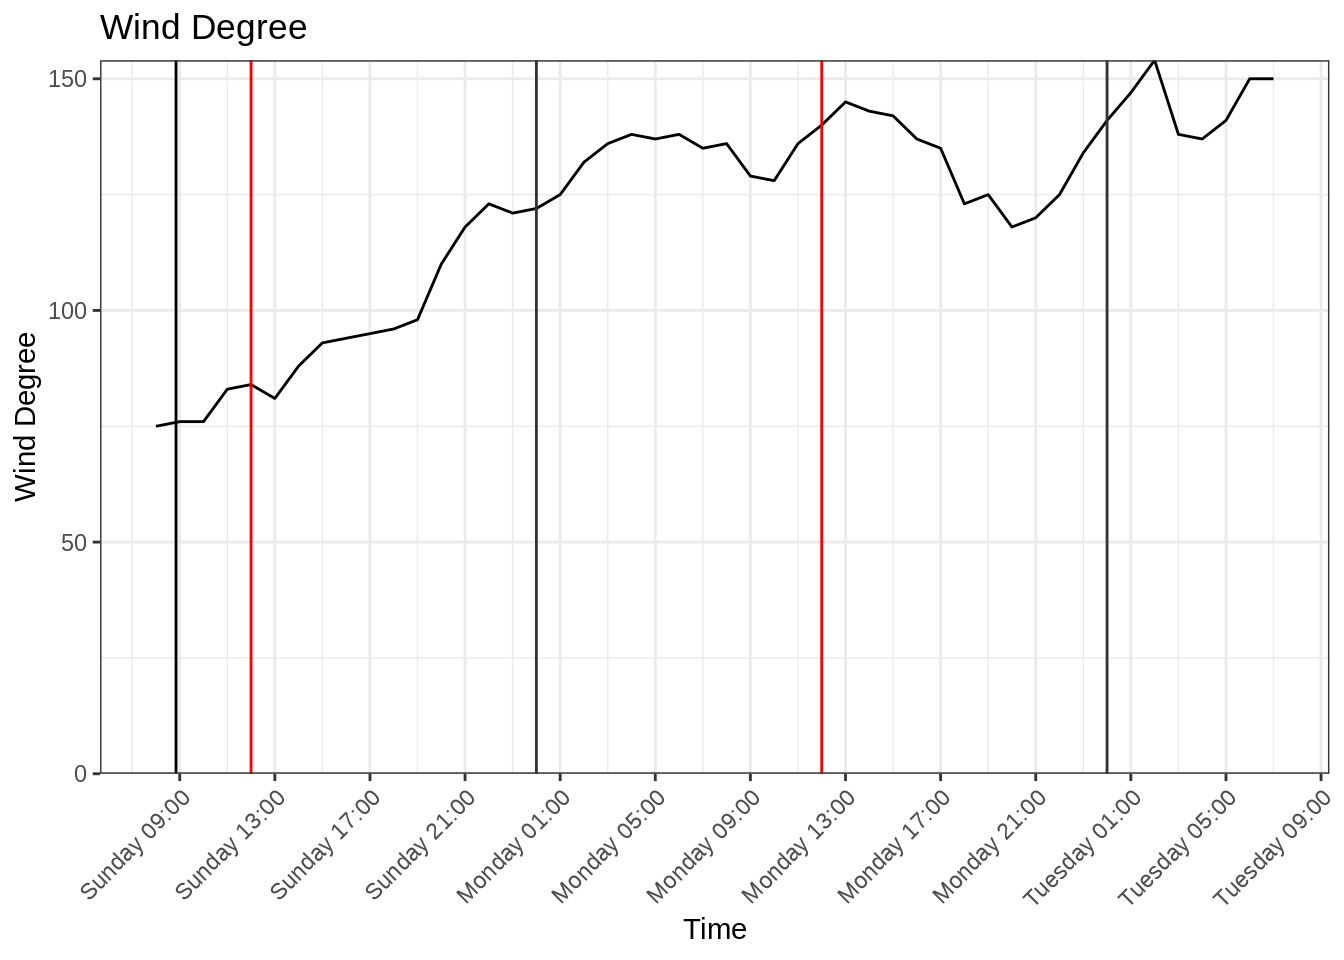 Wind Degree
Wind Degree
150
100
50
0
Sunday 09:00
Sunday 13:00
Sunday 17:00
Sunday 21:00
Monday 01:00
Monday 05:00
Monday 09:00
Monday 13:00
Monday 17:00
Monday 21:00
Tuesday 01:00
Tuesday 05:00
Tuesday 09:00
Time